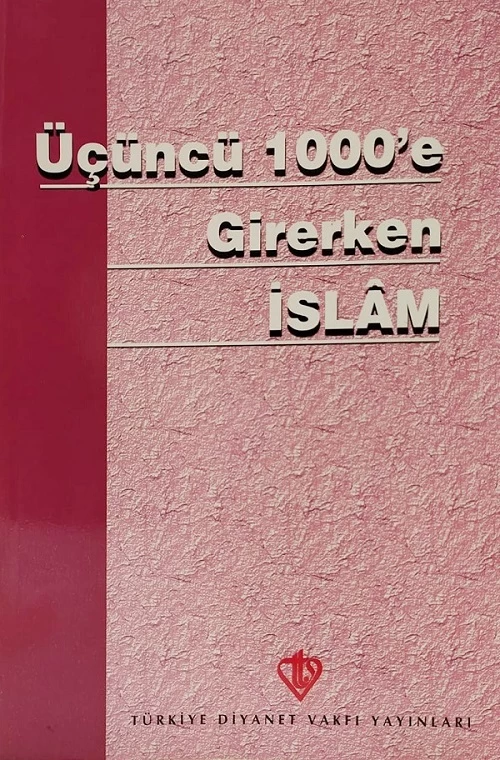 Üçüncü 1000'e
Girerken
İSLÂM
TÜRKİYE DİYANET VAKFI YAYINLARI